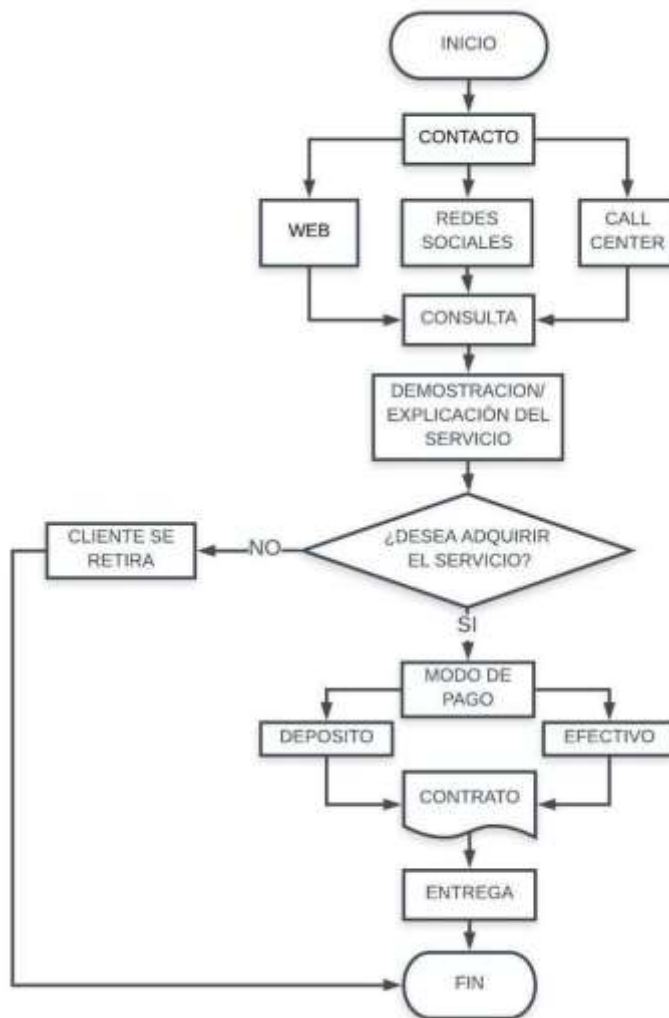 INICIO
CONTACTO
WEB
REDES
SOCIALES
CALL
CENTER
CONSULTA
DEMOSTRACION/
EXPLICACIÓN DEL
SERVICIO
¿DESEA ADQUIRIR
EL SERVICIO?
NO
CLIENTE SE
RETIRA
SI
MODO DE
PAGO
DEPOSITO
EFECTIVO
CONTRATO
ENTREGA
FIN